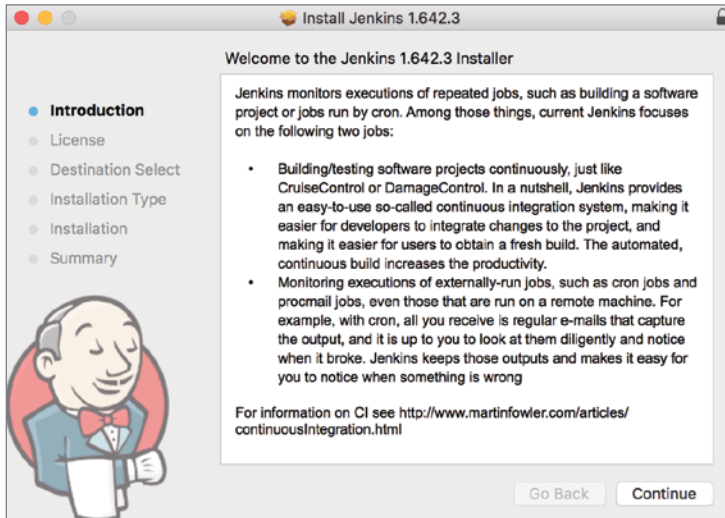 Install Jenkins 1.642.3
Welcome to the Jenkins 1.642.3 Installer
Introduction
License
Destination Select
Installation Type
Installation
Summary
Jenkins monitors executions of repeated jobs, such as building a software
project or jobs run by cron. Among those things, current Jenkins focuses
on the following two jobs:
• Building/testing software projects continuously, just like
CruiseControl or DamageControl. In a nutshell, Jenkins provides
an easy-to-use so-called continuous integration system, making it
easier for developers to integrate changes to the project, and
making it easier for users to obtain a fresh build. The automated,
continuous build increases the productivity.
• Monitoring executions of externally-run jobs, such as cron jobs and
procmail jobs, even those that are run on a remote machine. For
example, with cron, all you receive is regular e-mails that capture
the output, and it is up to you to look at them diligently and notice
when it broke. Jenkins keeps those outputs and makes it easy for
you to notice when something is wrong
For information on CI see http://www.martinfowler.com/articles/
continuousIntegration.html
Go Back
Continue